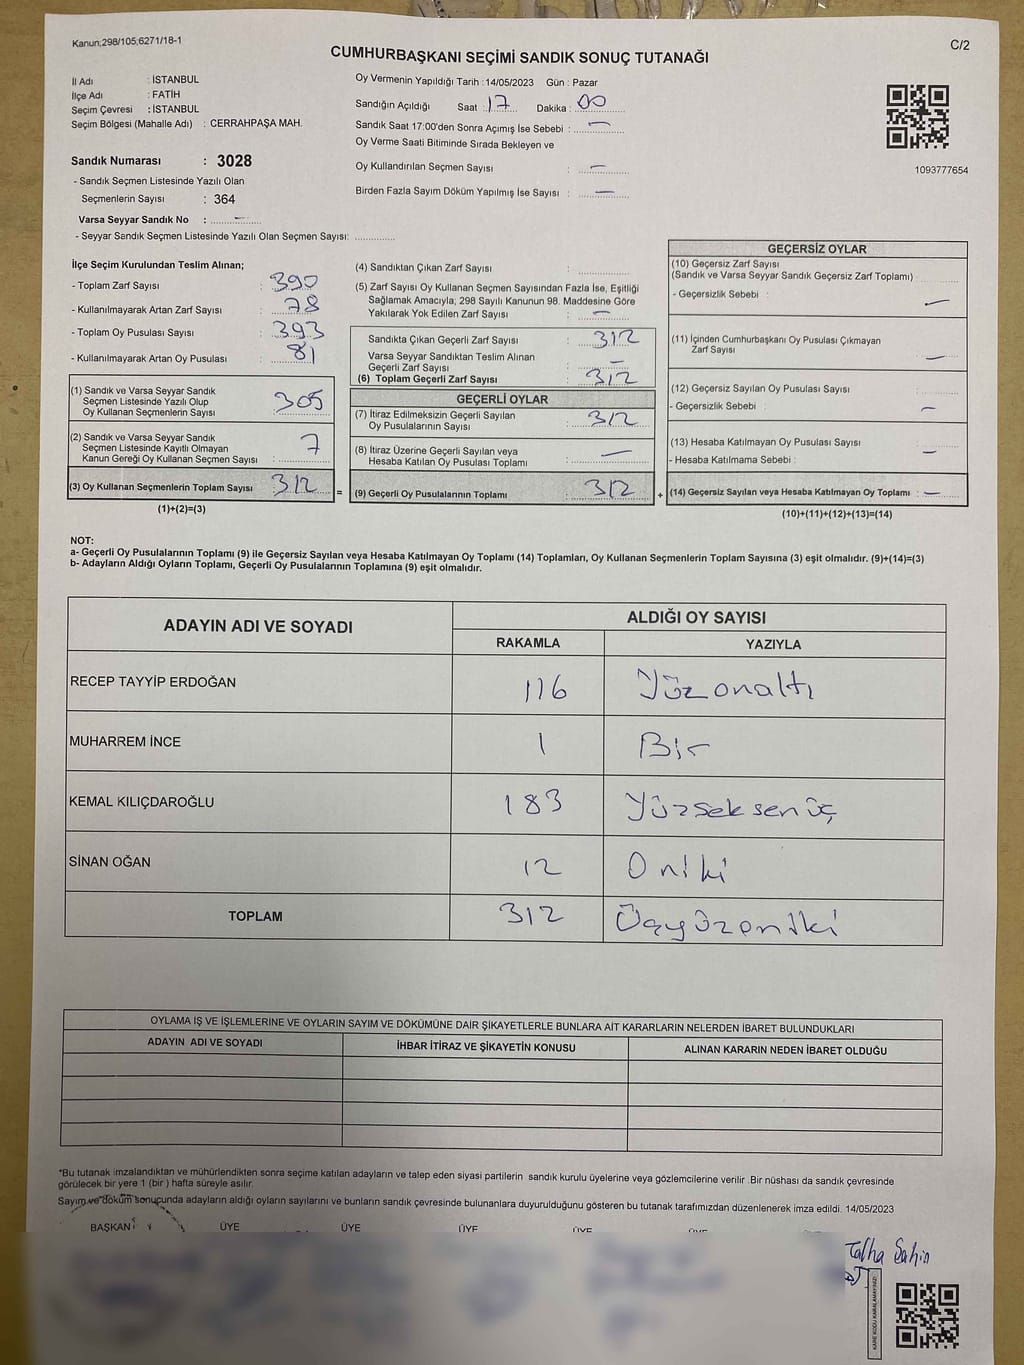 Kanun;298/105;6271/18-1
C/2
CUMHURBAŞKANI SEÇİMİ SANDIK SONUÇ TUTANAĞI
İl Adı : İSTANBUL
İlçe Adı : FATİH
Seçim Çevresi : İSTANBUL
Seçim Bölgesi (Mahalle Adı) : CERRAHPAŞA MAH.
Sandık Numarası : 3028
- Sandık Seçmen Listesinde Yazılı Olan
Seçmenlerin Sayısı : 364
Varsa Seyyar Sandık No : –
- Seyyar Sandık Seçmen Listesinde Yazılı Olan Seçmen Sayısı: ..............
Oy Vermenin Yapıldığı Tarih : 14/05/2023 Gün : Pazar
Sandığın Açıldığı Saat : 17 Dakika : 00
Sandık Saat 17:00'den Sonra Açımış İse Sebebi : –
Oy Verme Saati Bitiminde Sırada Bekleyen ve
Oy Kullandırılan Seçmen Sayısı : –
Birden Fazla Sayım Döküm Yapılmış İse Sayısı : –
1093777654
İlçe Seçim Kurulundan Teslim Alınan;
- Toplam Zarf Sayısı : 390
- Kullanılmayarak Artan Zarf Sayısı : 78
- Toplam Oy Pusulası Sayısı : 393
- Kullanılmayarak Artan Oy Pusulası : 81
(1) Sandık ve Varsa Seyyar Sandık
Seçmen Listesinde Yazılı Olup
Oy Kullanan Seçmenlerin Sayısı : 305
(2) Sandık ve Varsa Seyyar Sandık
Seçmen Listesinde Kayıtlı Olmayan
Kanun Gereği Oy Kullanan Seçmen Sayısı : 7
(3) Oy Kullanan Seçmenlerin Toplam Sayısı : 312
(1)+(2)=(3)
=
(4) Sandıktan Çıkan Zarf Sayısı :
(5) Zarf Sayısı Oy Kullanan Seçmen Sayısından Fazla İse, Eşitliği
Sağlamak Amacıyla; 298 Sayılı Kanunun 98. Maddesine Göre
Yakılarak Yok Edilen Zarf Sayısı : –
Sandıkta Çıkan Geçerli Zarf Sayısı : 312
Varsa Seyyar Sandıktan Teslim Alınan
Geçerli Zarf Sayısı : –
(6) Toplam Geçerli Zarf Sayısı : 312
GEÇERLİ OYLAR
(7) İtiraz Edilmeksizin Geçerli Sayılan
Oy Pusulalarının Sayısı : 312
(8) İtiraz Üzerine Geçerli Sayılan veya
Hesaba Katılan Oy Pusulası Toplamı : –
(9) Geçerli Oy Pusulalarının Toplamı : 312
+
GEÇERSİZ OYLAR
(10) Geçersiz Zarf Sayısı
(Sandık ve Varsa Seyyar Sandık Geçersiz Zarf Toplamı)
- Geçersizlik Sebebi : –
(11) İçinden Cumhurbaşkanı Oy Pusulası Çıkmayan
Zarf Sayısı –
(12) Geçersiz Sayılan Oy Pusulası Sayısı
- Geçersizlik Sebebi : –
(13) Hesaba Katılmayan Oy Pusulası Sayısı
- Hesaba Katılmama Sebebi : –
(14) Geçersiz Sayılan veya Hesaba Katılmayan Oy Toplamı : –
(10)+(11)+(12)+(13)=(14)
NOT:
a- Geçerli Oy Pusulalarının Toplamı (9) ile Geçersiz Sayılan veya Hesaba Katılmayan Oy Toplamı (14) Toplamları, Oy Kullanan Seçmenlerin Toplam Sayısına (3) eşit olmalıdır. (9)+(14)=(3)
b- Adayların Aldığı Oyların Toplamı, Geçerli Oy Pusulalarının Toplamına (9) eşit olmalıdır.
ADAYIN ADI VE SOYADI ALDIĞI OY SAYISI
RAKAMLA YAZIYLA
RECEP TAYYİP ERDOĞAN 116 Yüzonaltı
MUHARREM İNCE 1 Bir
KEMAL KILIÇDAROĞLU 183 Yüzseksenüç
SİNAN OĞAN 12 Oniki
TOPLAM 312 Üçyüzoniki
OYLAMA İŞ VE İŞLEMLERİNE VE OYLARIN SAYIM VE DÖKÜMÜNE DAİR ŞİKAYETLERLE BUNLARA AİT KARARLARIN NELERDEN İBARET BULUNDUKLARI
ADAYIN ADI VE SOYADI İHBAR İTİRAZ VE ŞİKAYETİN KONUSU ALINAN KARARIN NEDEN İBARET OLDUĞU
*Bu tutanak imzalandıktan ve mühürlendikten sonra seçime katılan adayların ve talep eden siyasi partilerin sandık kurulu üyelerine veya gözlemcilerine verilir .Bir nüshası da sandık çevresinde
görülecek bir yere 1 (bir ) hafta süreyle asılır.
Sayım ve döküm sonucunda adayların aldığı oyların sayılarını ve bunların sandık çevresinde bulunanlara duyurulduğunu gösteren bu tutanak tarafımızdan düzenlenerek imza edildi. 14/05/2023
BAŞKAN ÜYE ÜYE ÜYE ÜYE
Talha Şahin
KARE KODU KARALAMAYINIZ!